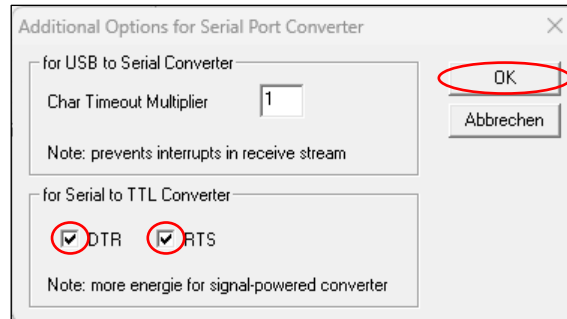 Additional Options for Serial Port Converter
for USB to Serial Converter
Char Timeout Multiplier 1
Note: prevents interrupts in receive stream
OK
Abbrechen
for Serial to TTL Converter
DTR RTS
Note: more energie for signal-powered converter